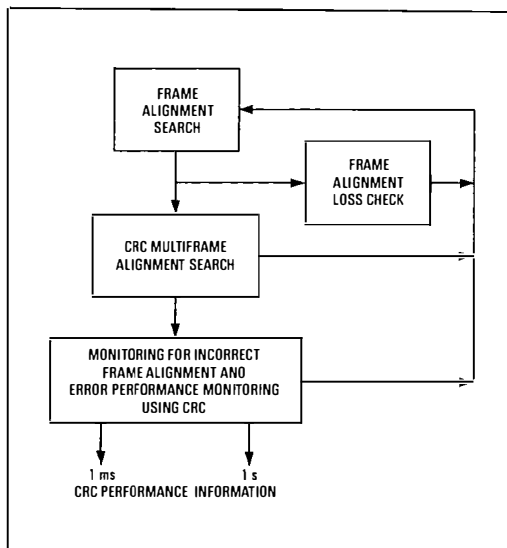 FRAME
ALIGNMENT
SEARCH
FRAME
ALIGNMENT
LOSS CHECK
CRC MULTIFRAME
ALIGNMENT SEARCH
MONITORING FOR INCORRECT
FRAME ALIGNMENT AND
ERROR PERFORMANCE MONITORING
USING CRC
1 ms 1 s
CRC PERFORMANCE INFORMATION